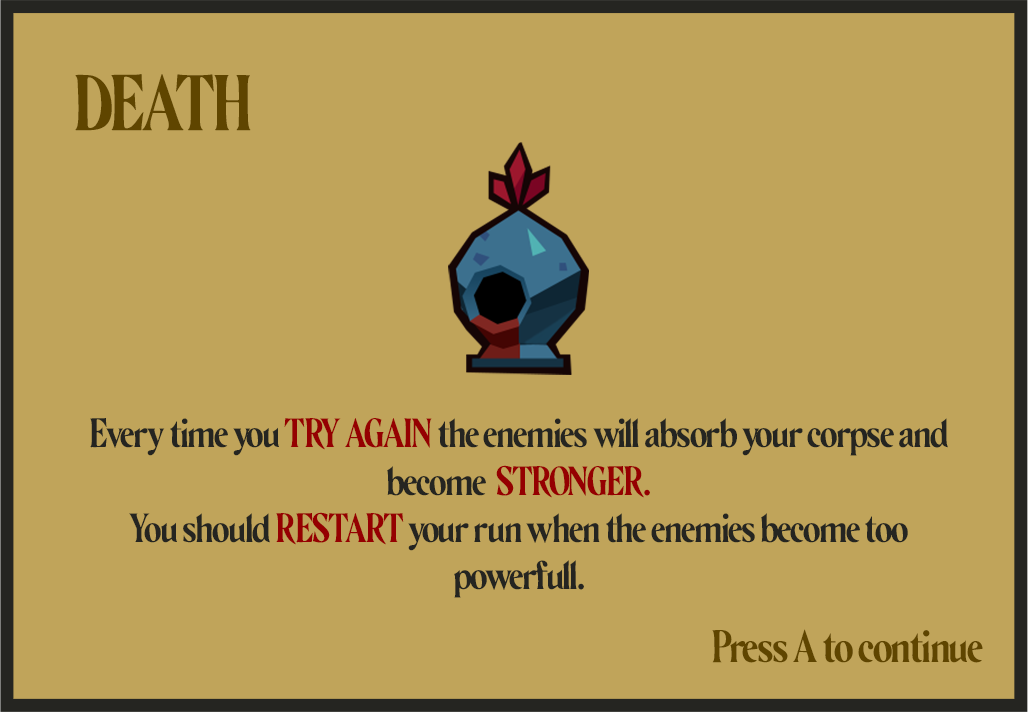 DEATH
Every time you TRY AGAIN the enemies will absorb your corpse and
become STRONGER.
You should RESTART your run when the enemies become too
powerfull.
Press A to continue